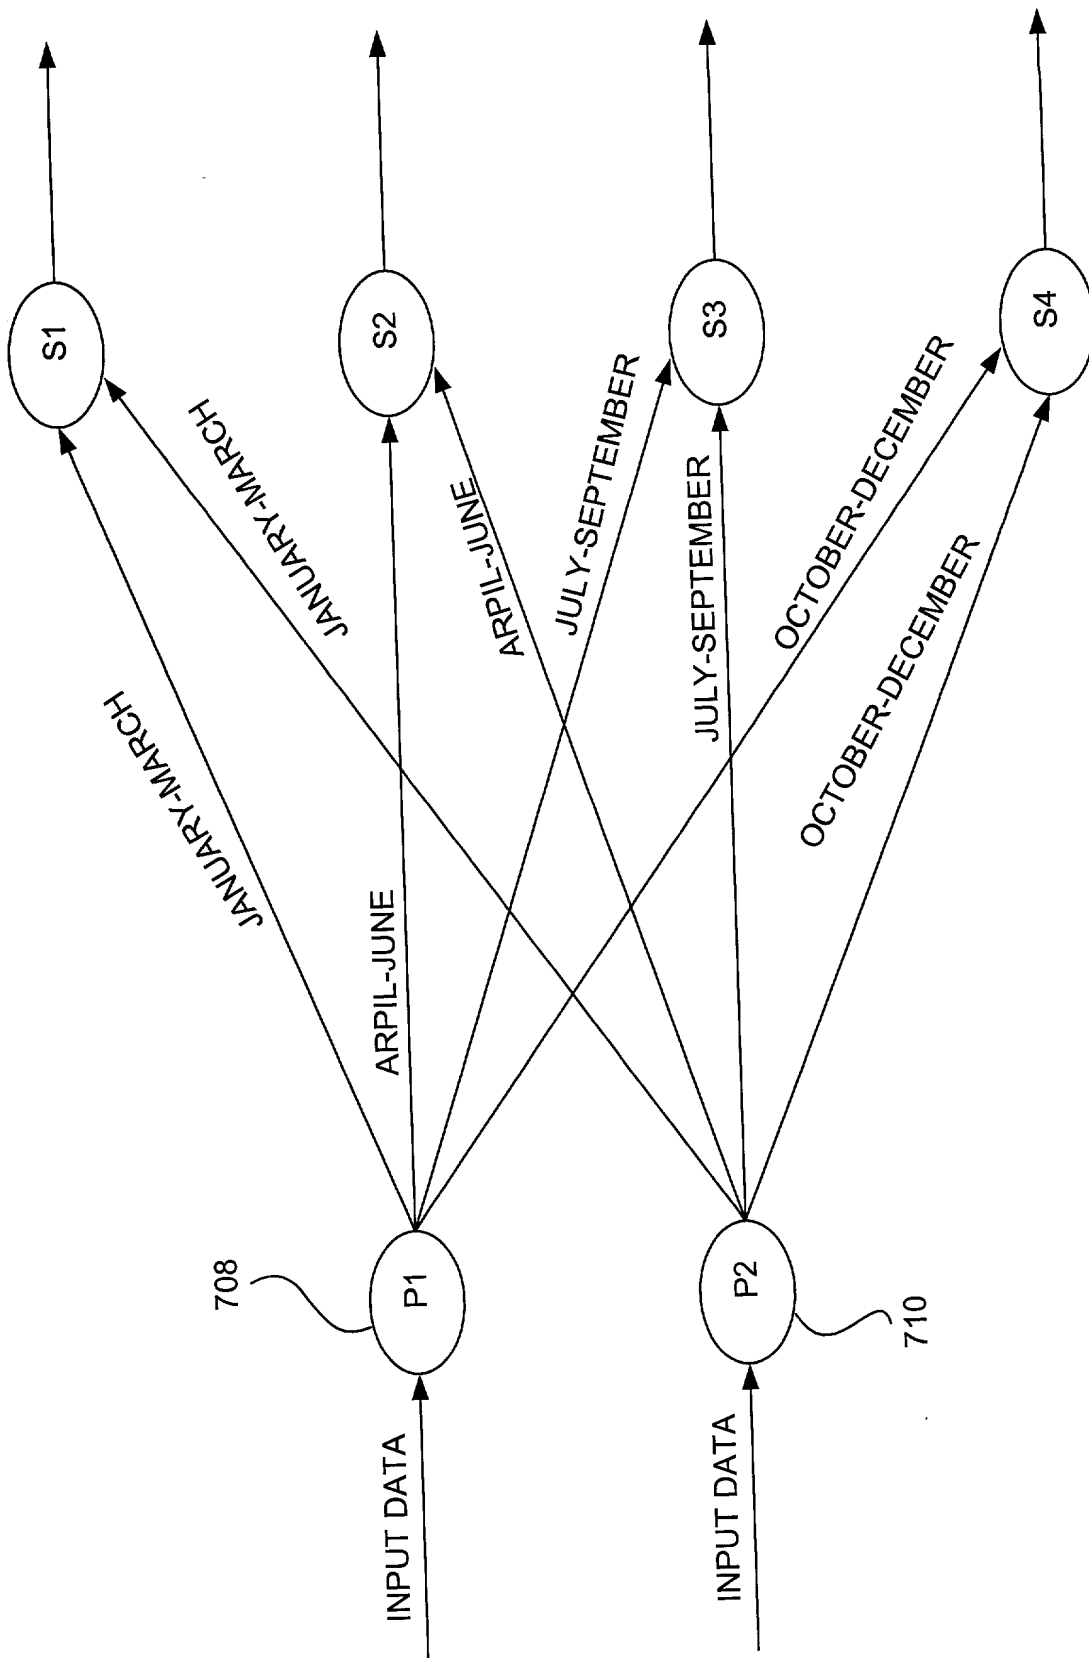 S1
S2
S3
S4
JANUARY-MARCH
JANUARY-MARCH
ARPIL-JUNE
ARPIL-JUNE
JULY-SEPTEMBER
JULY-SEPTEMBER
OCTOBER-DECEMBER
OCTOBER-DECEMBER
708
P1
P2
710
INPUT DATA
INPUT DATA